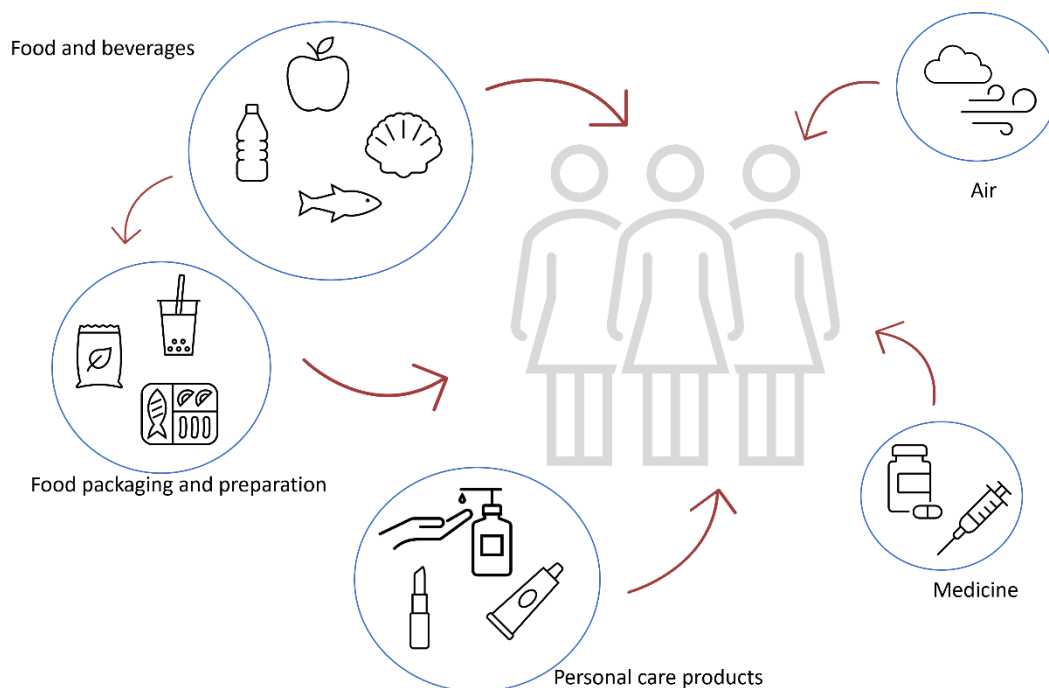 Food and beverages
Air
Food packaging and preparation
Medicine
Personal care products